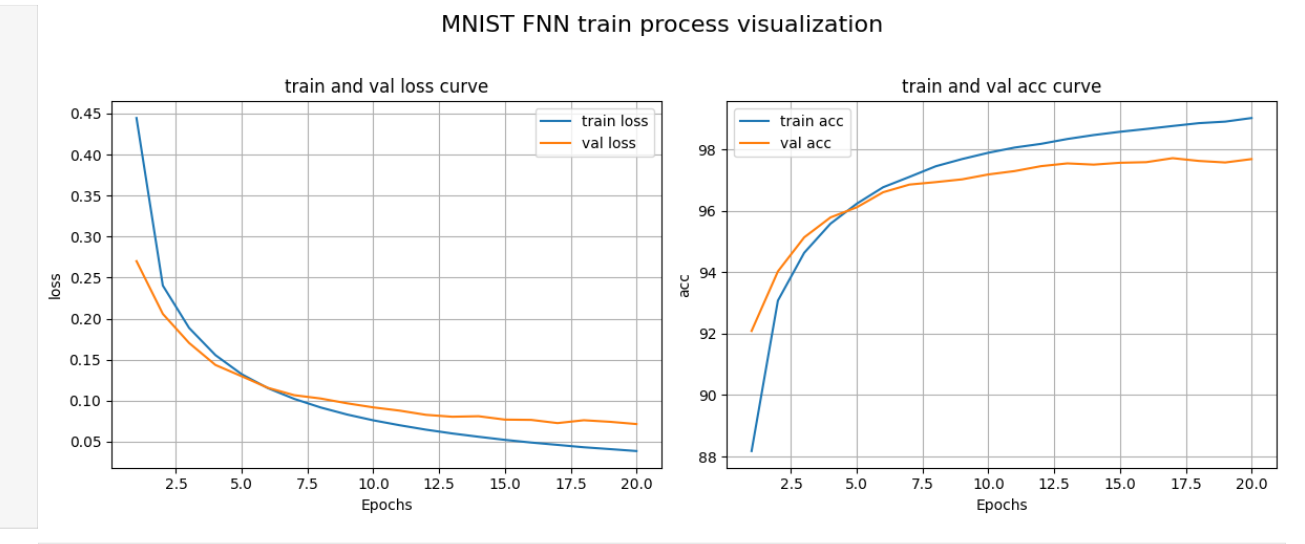 MNIST FNN train process visualization
train and val loss curve
train loss
val loss
0.45
0.40
0.35
0.30
0.25
0.20
0.15
0.10
0.05
loss
2.5 5.0 7.5 10.0 12.5 15.0 17.5 20.0
Epochs
train and val acc curve
train acc
val acc
98
96
94
92
90
88
acc
2.5 5.0 7.5 10.0 12.5 15.0 17.5 20.0
Epochs